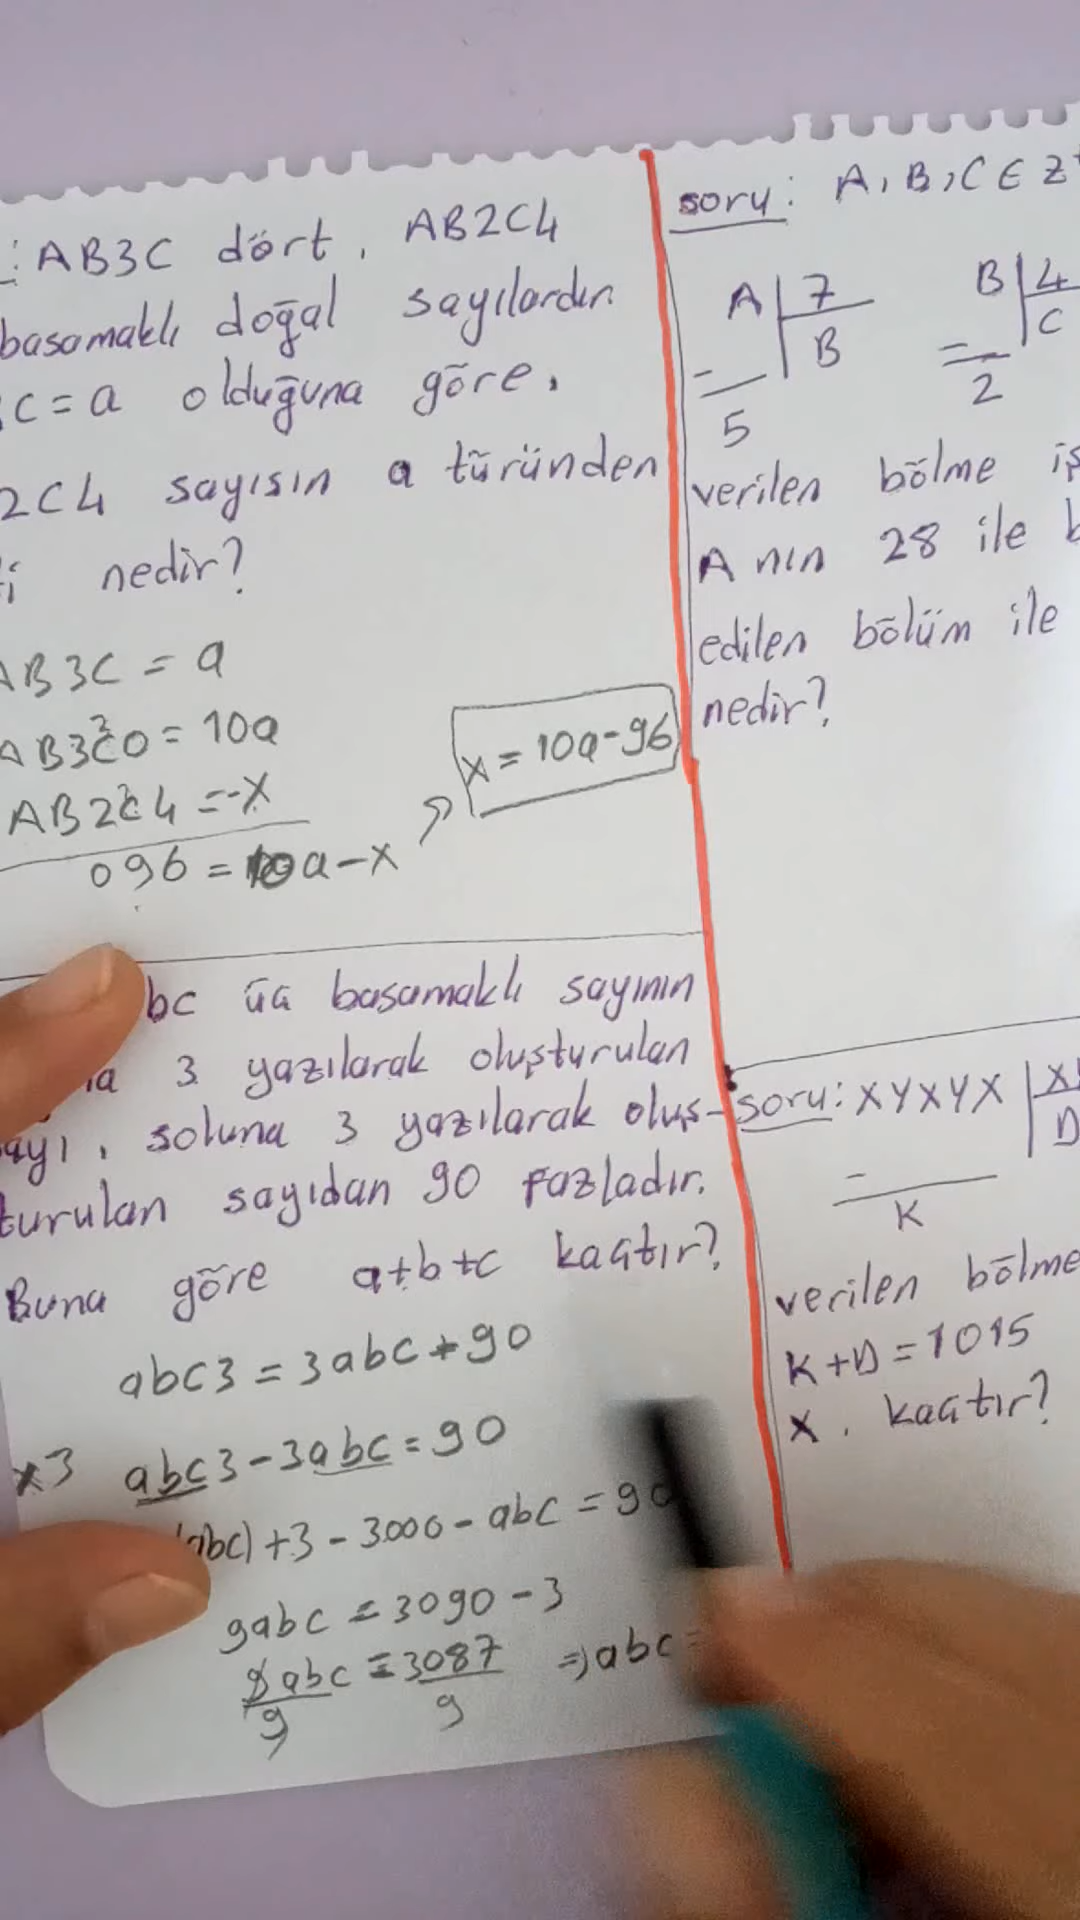 : AB3C dört, AB2C4
basamaklı doğal sayılardır
C = a olduğuna göre,
2C4 sayısın a türünden
nedir?
AB3C = a
AB3C0 = 10a
AB2C4 = -x
096 = 10a - x
x = 10a - 96
bc üç basamaklı sayının
3 yazılarak oluşturulan
ayı, soluna 3 yazılarak oluş-
turulan sayıdan 90 fazladır.
Buna göre a+b+c kaçtır?
abc3 = 3abc + 90
x3 abc3 - 3abc = 90
abc) + 3 - 3000 - abc = 90
9abc = 3090 - 3
9abc = 3087 ⇒ abc =
9 9
soru: A, B, C ∈ Z+
A | 7 B | 4
B C
5 2
verilen bölme iş
A nın 28 ile b
edilen bölüm ile
nedir?
soru: XYXYX | X
D
K
verilen bölme
K + D = 1015
X, kaçtır?